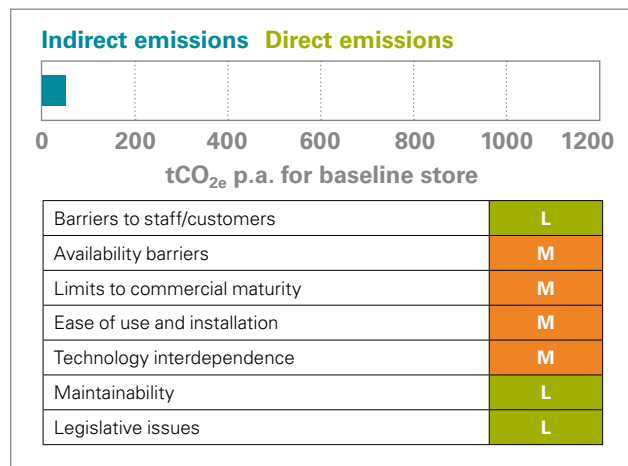 Indirect emissions Direct emissions
0 200 400 600 800 1000 1200
tCO2e p.a. for baseline store
Barriers to staff/customers L
Availability barriers M
Limits to commercial maturity M
Ease of use and installation M
Technology interdependence M
Maintainability L
Legislative issues L